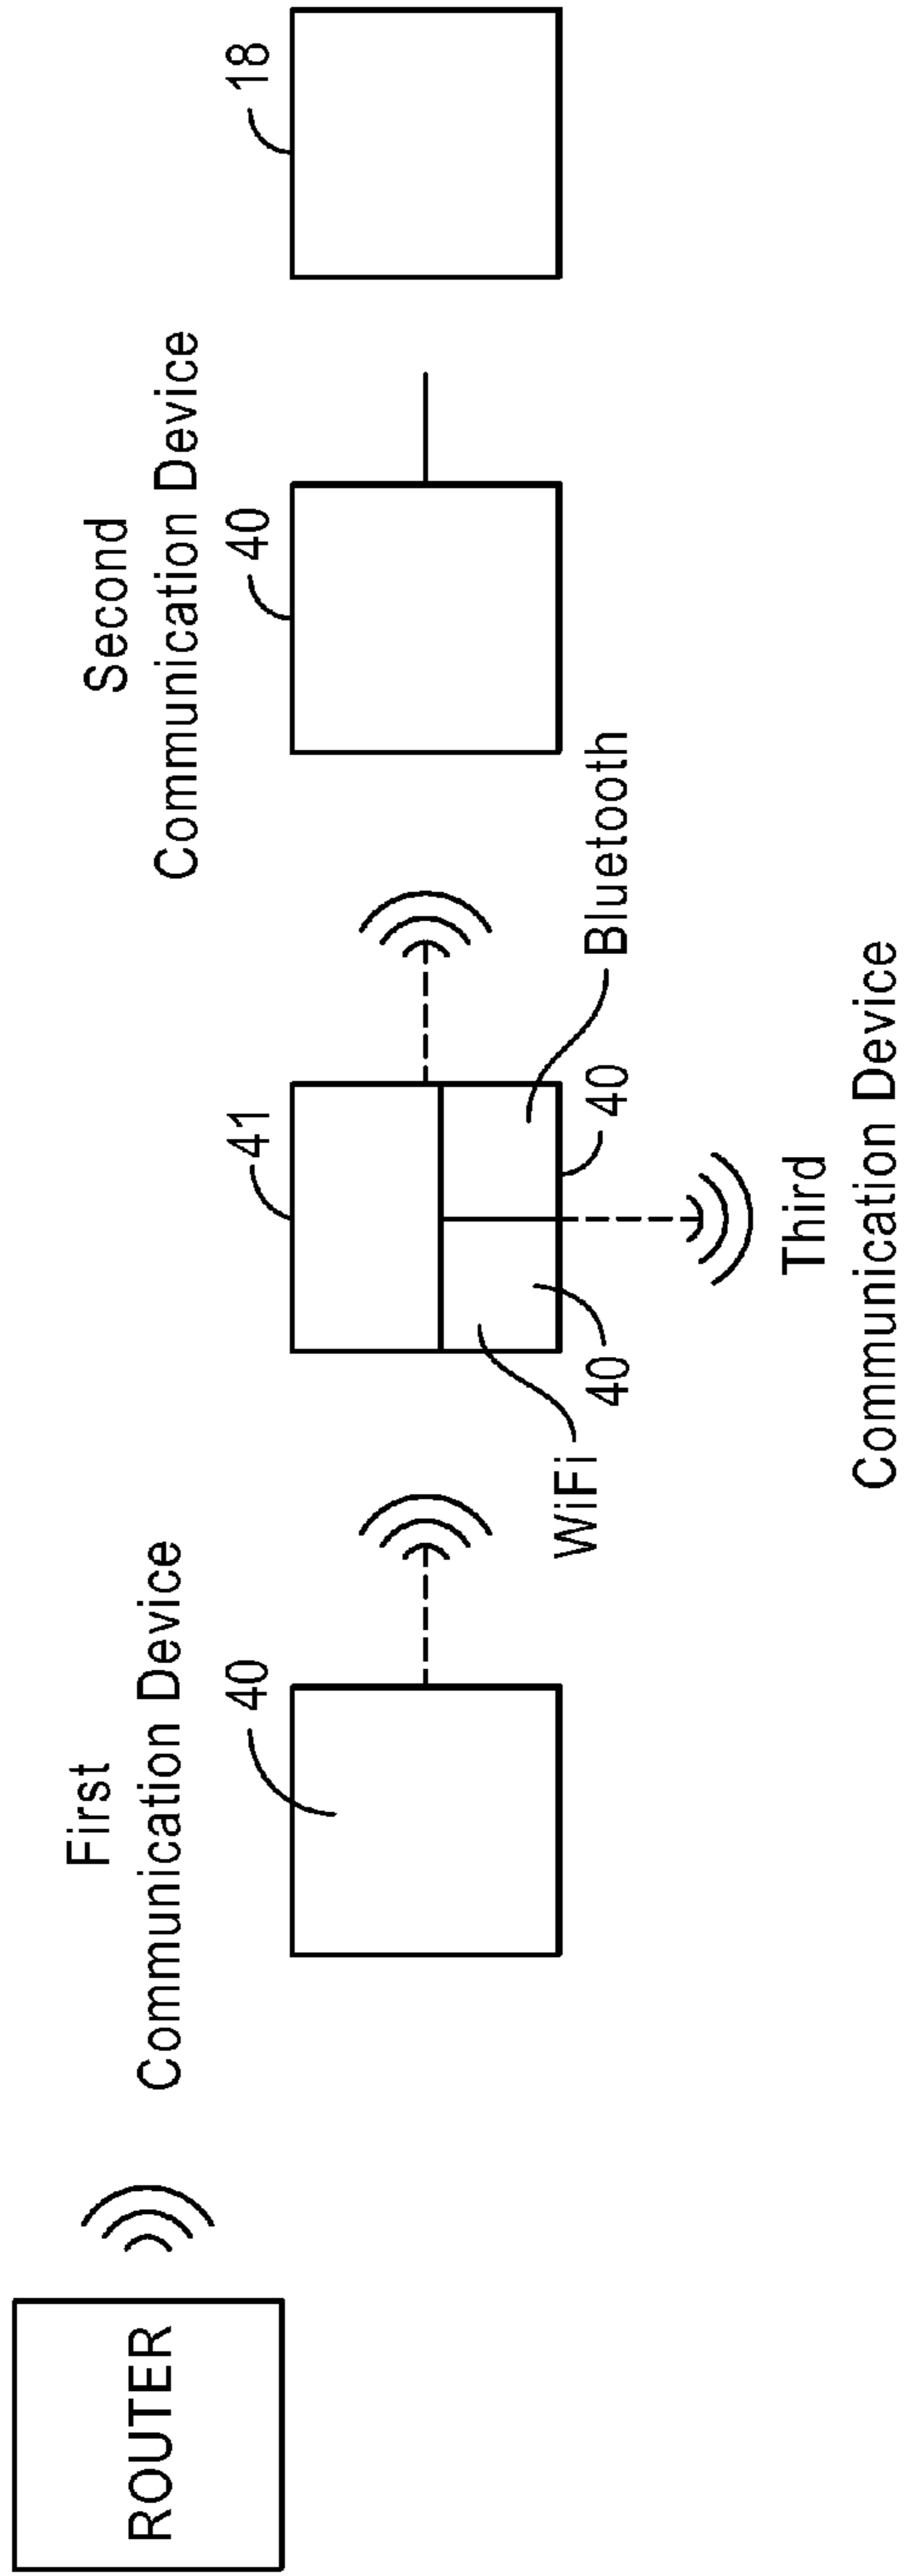 ROUTER
First
Communication Device
40
WiFi
40
41
40
Bluetooth
Third
Communication Device
Second
Communication Device
40
18